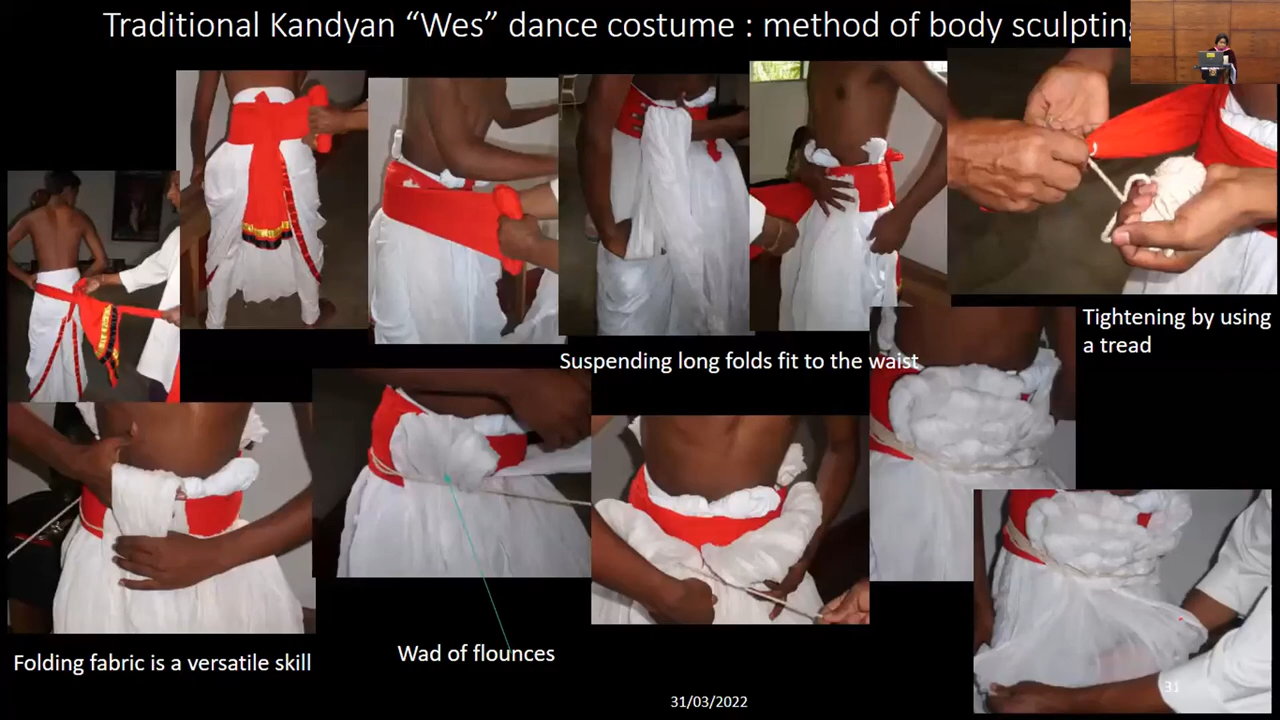 Traditional Kandyan “Wes” dance costume : method of body sculpting
Tightening by using
a tread
Suspending long folds fit to the waist
Wad of flounces
Folding fabric is a versatile skill
31/03/2022
31